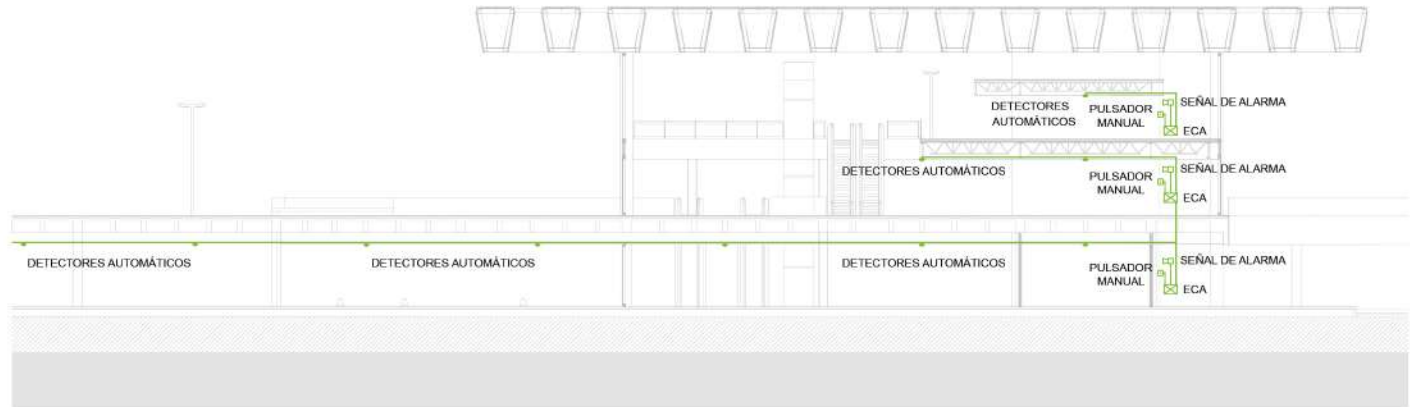 DETECTORES
AUTOMÁTICOS
PULSADOR
MANUAL
SEÑAL DE ALARMA
ECA
DETECTORES AUTOMÁTICOS
PULSADOR
MANUAL
SEÑAL DE ALARMA
ECA
DETECTORES AUTOMÁTICOS
DETECTORES AUTOMÁTICOS
DETECTORES AUTOMÁTICOS
PULSADOR
MANUAL
SEÑAL DE ALARMA
ECA